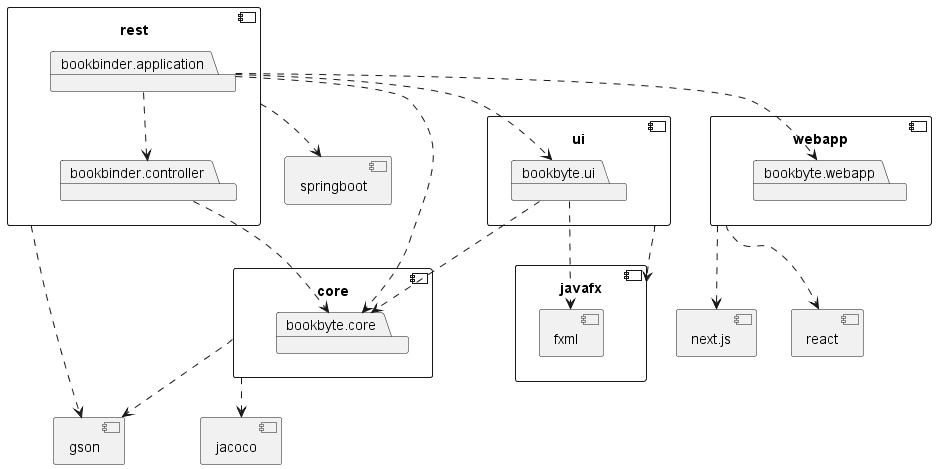 rest
bookbinder.application
bookbinder.controller
springboot
ui
bookbyte.ui
webapp
bookbyte.webapp
core
bookbyte.core
javafx
fxml
next.js
react
gson
jacoco